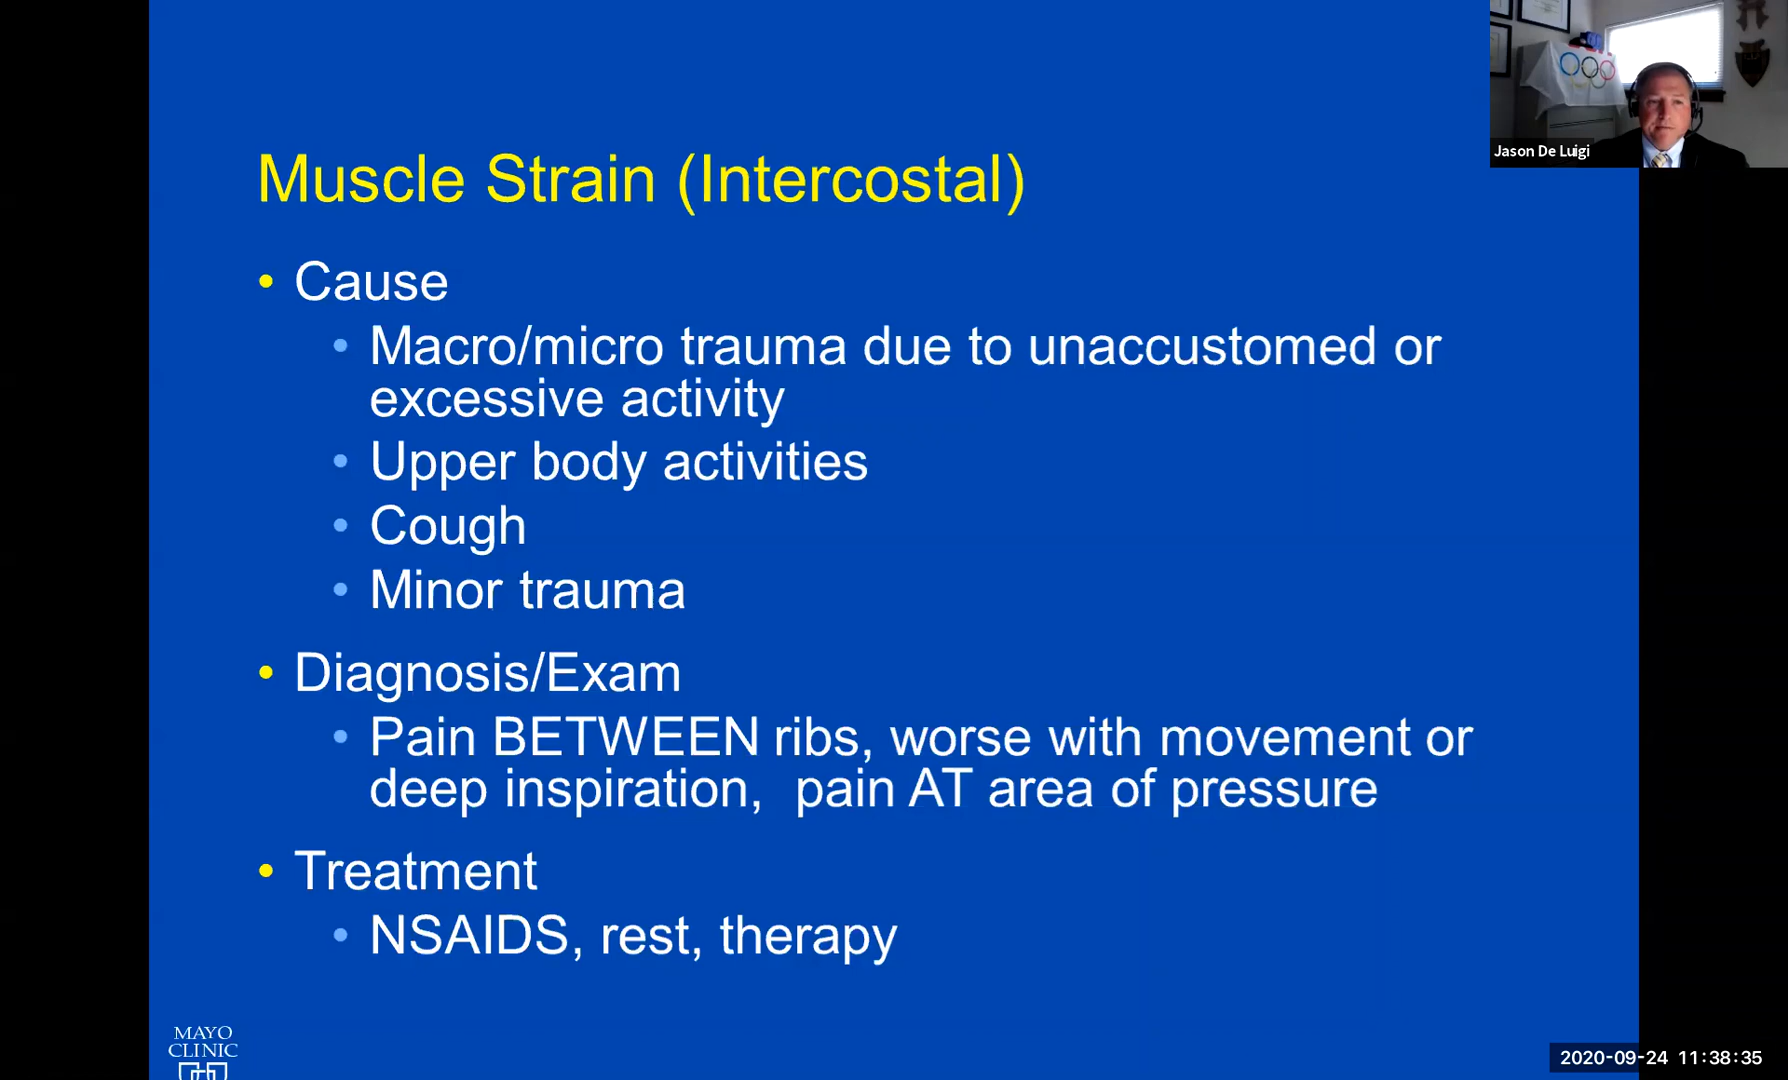 Jason De Luigi
Muscle Strain (Intercostal)
• Cause
• Macro/micro trauma due to unaccustomed or
excessive activity
• Upper body activities
• Cough
• Minor trauma
• Diagnosis/Exam
• Pain BETWEEN ribs, worse with movement or
deep inspiration,  pain AT area of pressure
• Treatment
• NSAIDS, rest, therapy
MAYO
CLINIC
2020-09-24 11:38:35